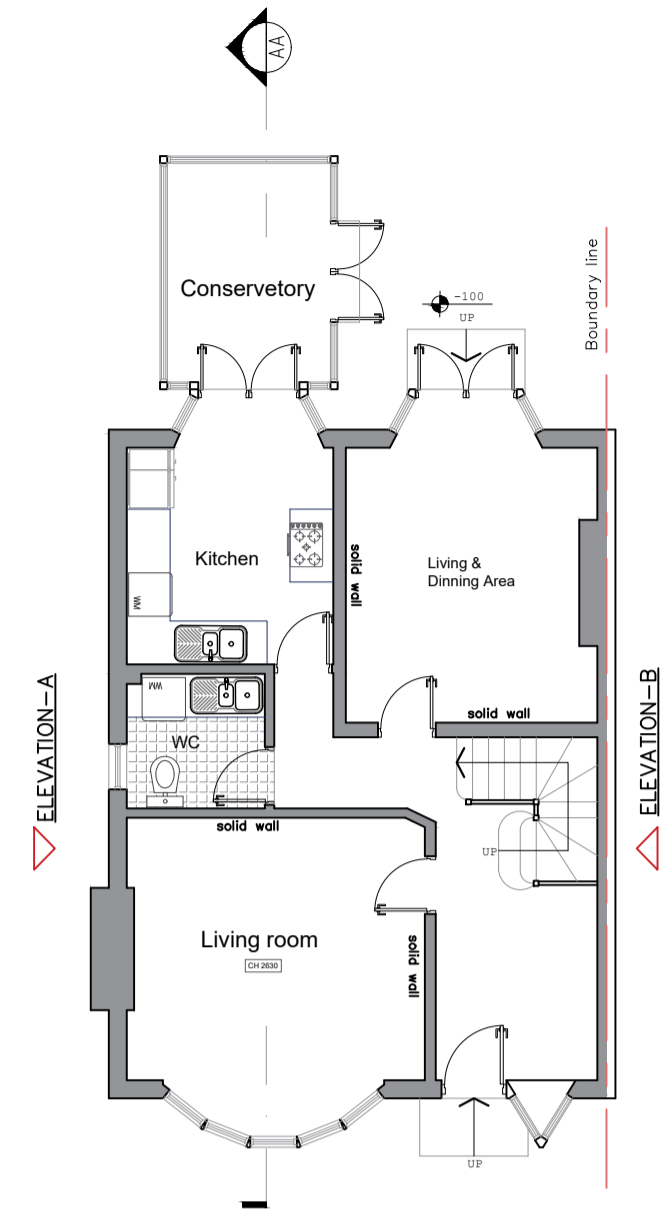 AA
Conservetory
Boundary line
-100
UP
Kitchen
solid wall
Living &
Dinning Area
WM
WM
WC
solid wall
ELEVATION-A
ELEVATION-B
solid wall
UP
Living room
CH 2630
solid wall
UP